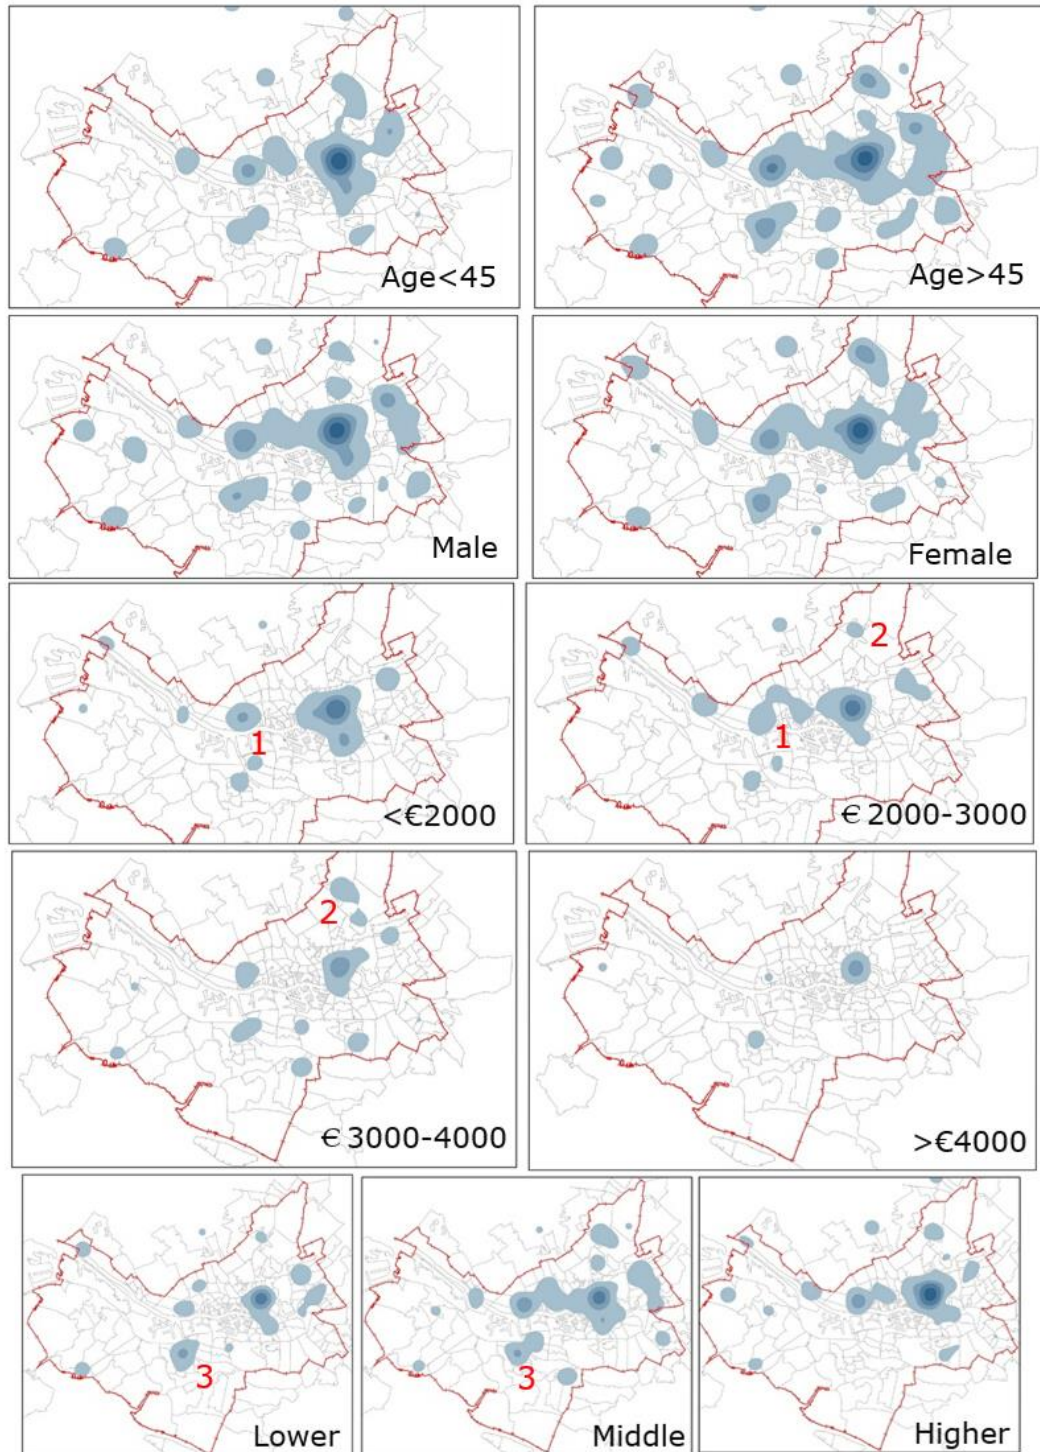 Age<45
Age>45
Male
Female
1
<€2000
2
1
€2000-3000
2
€3000-4000
>€4000
3
Lower
3
Middle
Higher